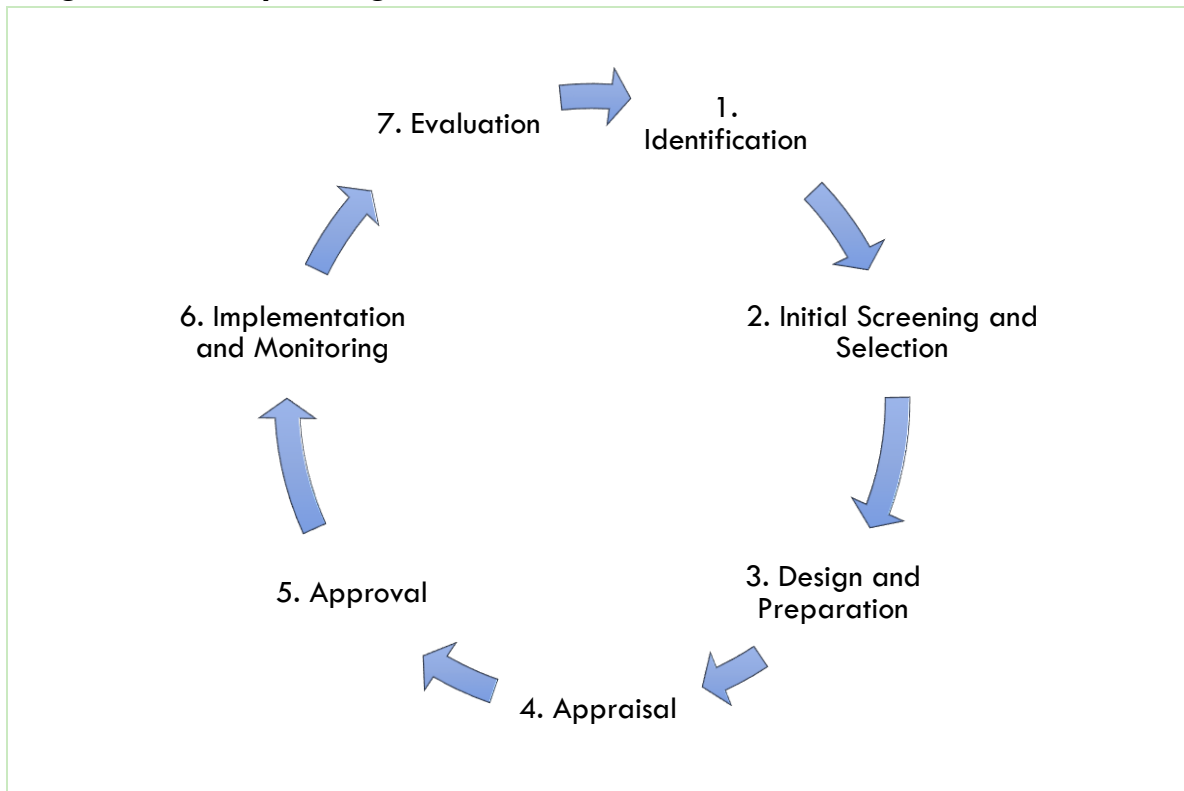 1.
Identification
2. Initial Screening and
Selection
3. Design and
Preparation
4. Appraisal
5. Approval
6. Implementation
and Monitoring
7. Evaluation